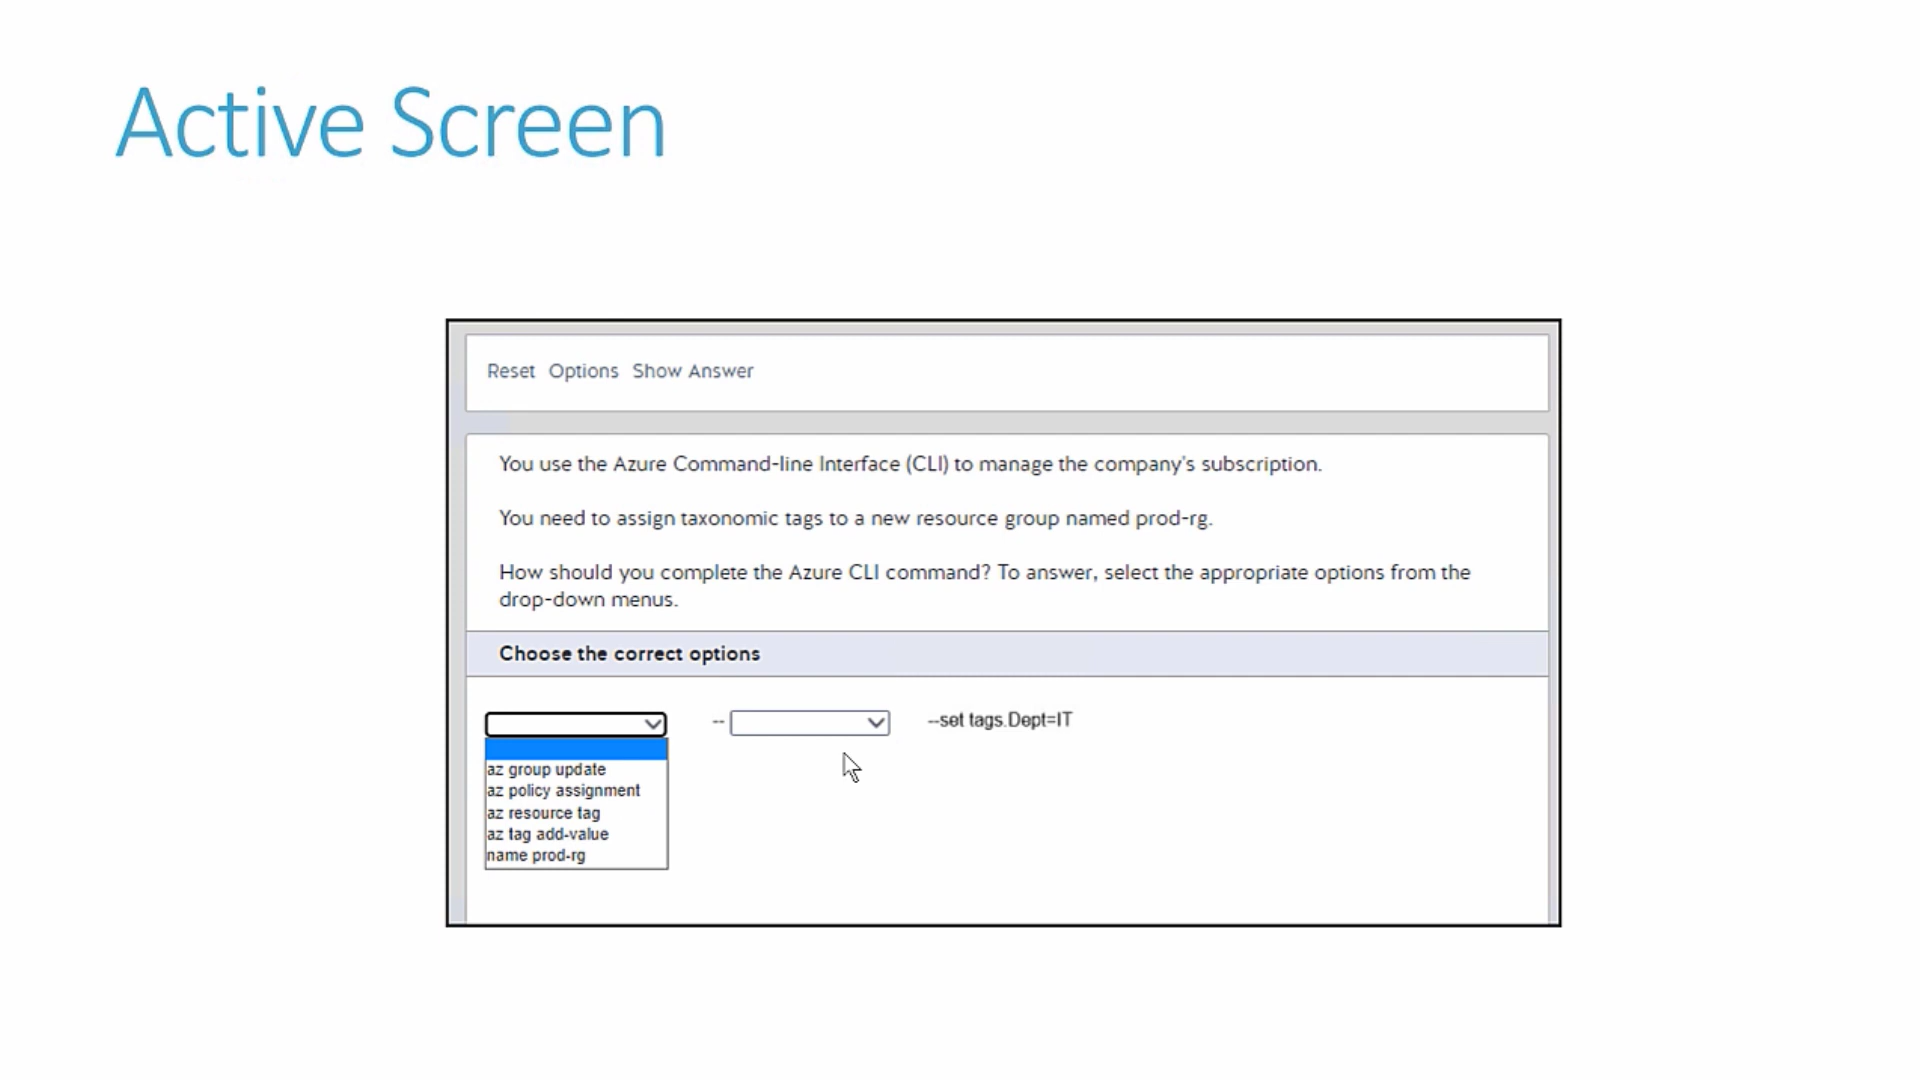 Active Screen
Reset Options Show Answer
You use the Azure Command-line Interface (CLI) to manage the company's subscription.
You need to assign taxonomic tags to a new resource group named prod-rg.
How should you complete the Azure CLI command? To answer, select the appropriate options from the
drop-down menus.
Choose the correct options
-- --set tags.Dept=IT
az group update
az policy assignment
az resource tag
az tag add-value
name prod-rg